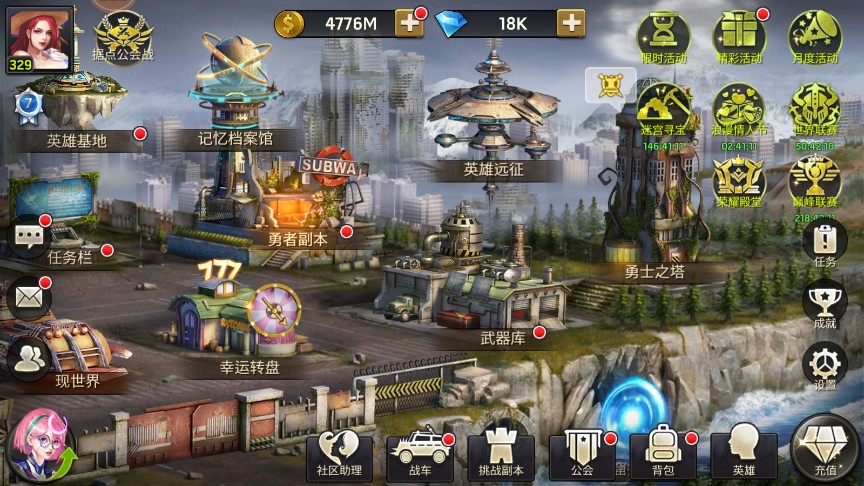 329
据点公会战
4776M
18K
限时活动
精彩活动
月度活动
7
英雄基地
记忆档案馆
英雄远征
迷宫寻宝
146:41:11
浪漫情人节
02:41:11
世界联赛
50:42:10
SUBWA
荣耀殿堂
巅峰联赛
任务栏
勇者副本
勇士之塔
任务
777
成就
武器库
幸运转盘
现世界
设置
社区助理
战车
挑战副本
公会
背包
英雄
充值